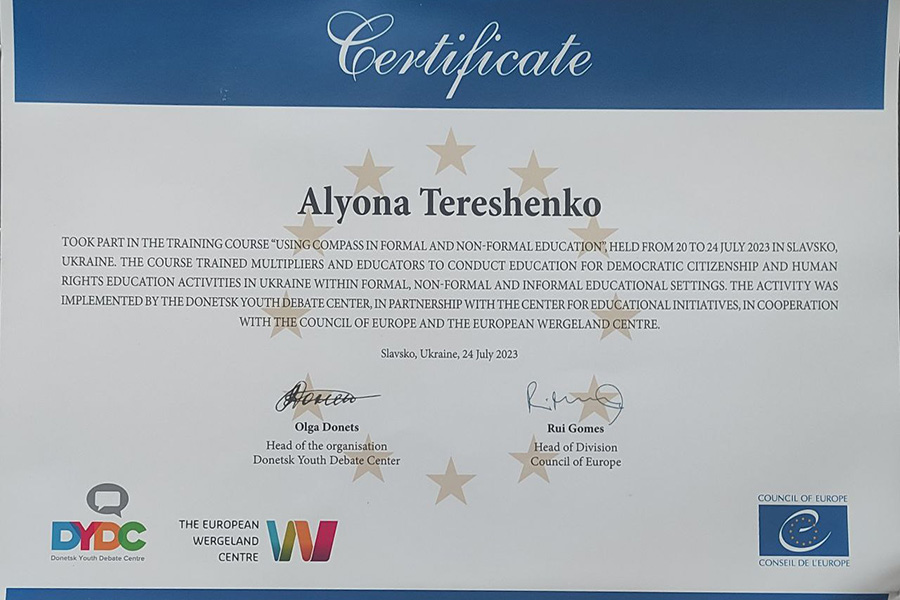 Certificate
Alyona Tereshenko
TOOK PART IN THE TRAINING COURSE “USING COMPASS IN FORMAL AND NON-FORMAL EDUCATION”, HELD FROM 20 TO 24 JULY 2023 IN SLAVSKO,
UKRAINE. THE COURSE TRAINED MULTIPLIERS AND EDUCATORS TO CONDUCT EDUCATION FOR DEMOCRATIC CITIZENSHIP AND HUMAN
RIGHTS EDUCATION ACTIVITIES IN UKRAINE WITHIN FORMAL, NON-FORMAL AND INFORMAL EDUCATIONAL SETTINGS. THE ACTIVITY WAS
IMPLEMENTED BY THE DONETSK YOUTH DEBATE CENTER, IN PARTNERSHIP WITH THE CENTER FOR EDUCATIONAL INITIATIVES, IN COOPERATION
WITH THE COUNCIL OF EUROPE AND THE EUROPEAN WERGELAND CENTRE.
Slavsko, Ukraine, 24 July 2023
Olga Donets
Head of the organisation
Donetsk Youth Debate Center
Rui Gomes
Head of Division
Council of Europe
DYDC
Donetsk Youth Debate Centre
THE EUROPEAN
WERGELAND
CENTRE
COUNCIL OF EUROPE
CONSEIL DE L'EUROPE